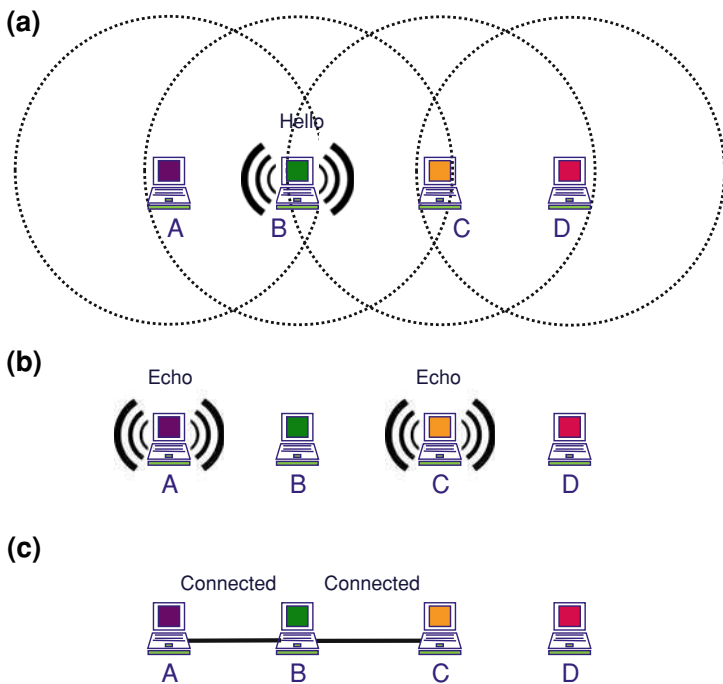 (a)
Hello
A B C D
(b)
Echo Echo
A B C D
(c)
Connected Connected
A B C D